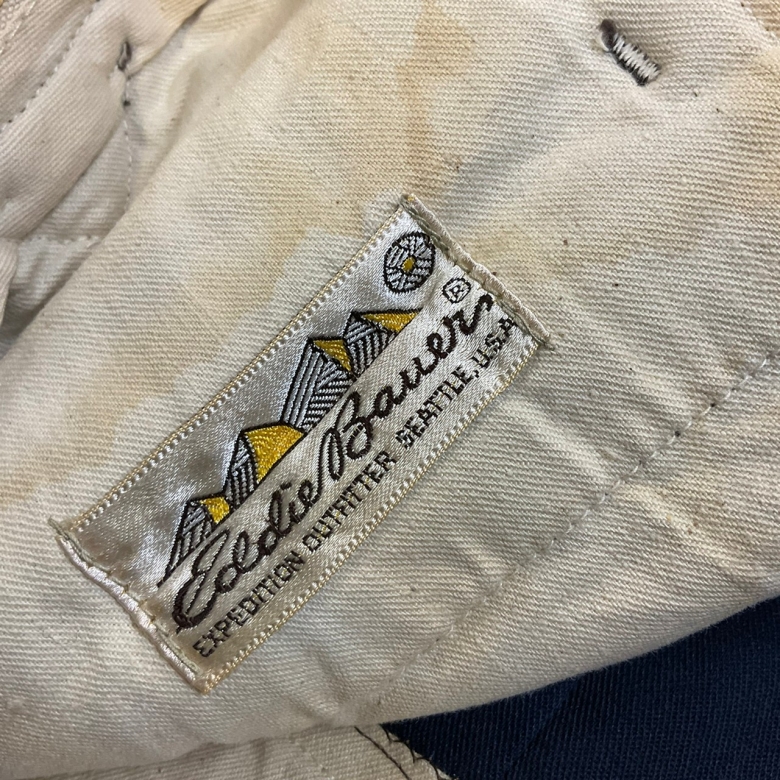 ®
Eddie Bauer
EXPEDITION OUTFITTER SEATTLE, U.S.A